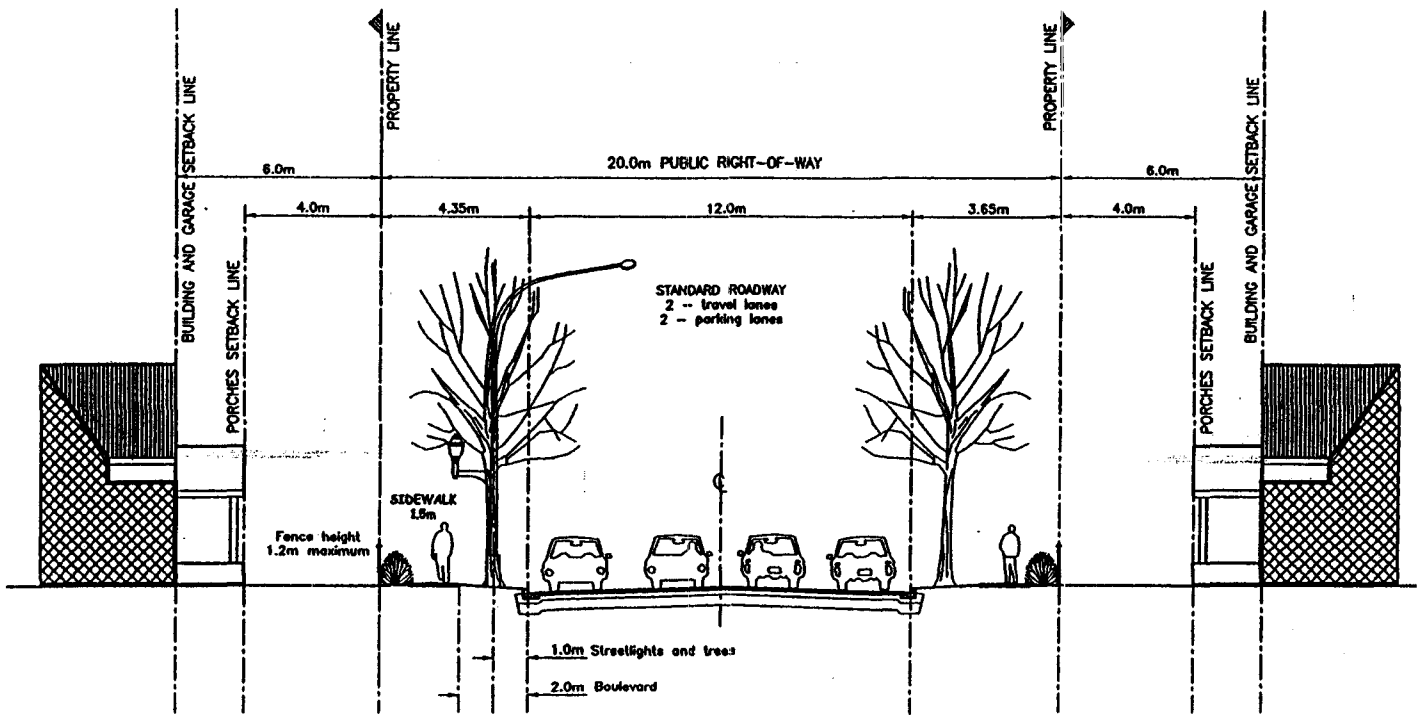 PROPERTY LINE
PROPERTY LINE
BUILDING AND GARAGE SETBACK LINE
BUILDING AND GARAGE SETBACK LINE
6.0m
20.0m PUBLIC RIGHT-OF-WAY
6.0m
4.0m
4.35m
12.0m
3.65m
4.0m
PORCHES SETBACK LINE
PORCHES SETBACK LINE
STANDARD ROADWAY
2 -- travel lanes
2 - parking lanes
SIDEWALK
1.5m
Fence height
1.2m maximum
℄
1.0m Streetlights and trees
2.0m Boulevard